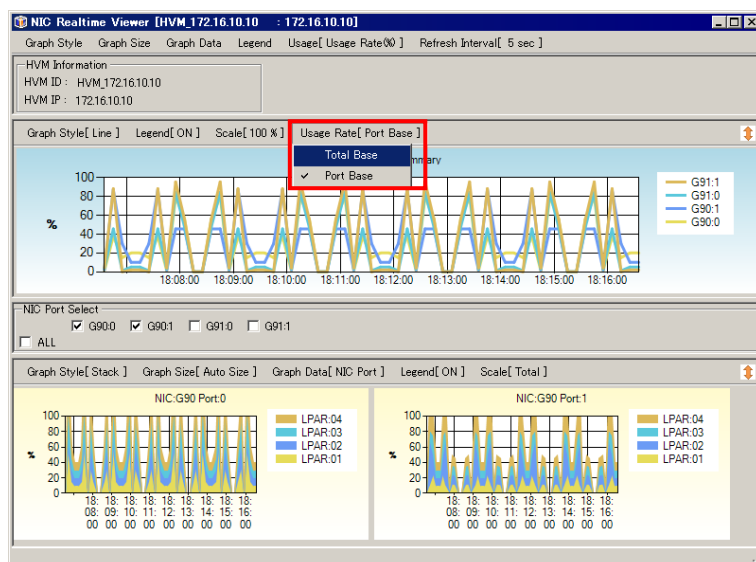 NIC Realtime Viewer [HVM_172.16.10.10 : 172.16.10.10]
Graph Style Graph Size Graph Data Legend Usage[ Usage Rate(%) ] Refresh Interval[ 5 sec ]
HVM Information
HVM ID : HVM_172.16.10.10
HVM IP : 172.16.10.10
Graph Style[ Line ] Legend[ ON ] Scale[ 100 % ] Usage Rate[ Port Base ]
Total Base
✓ Port Base
mmary
100
80
60
40
20
0
%
18:08:00 18:09:00 18:10:00 18:11:00 18:12:00 18:13:00 18:14:00 18:15:00 18:16:00
G91:1
G91:0
G90:1
G90:0
NIC Port Select
G90:0 G90:1 G91:0 G91:1
ALL
Graph Style[ Stack ] Graph Size[ Auto Size ] Graph Data[ NIC Port ] Legend[ ON ] Scale[ Total ]
NIC:G90 Port:0
100
80
60
40
20
0
%
18: 18: 18: 18: 18: 18: 18: 18: 18:
08: 09: 10: 11: 12: 13: 14: 15: 16:
00 00 00 00 00 00 00 00 00
LPAR:04
LPAR:03
LPAR:02
LPAR:01
NIC:G90 Port:1
100
80
60
40
20
0
%
18: 18: 18: 18: 18: 18: 18: 18: 18:
08: 09: 10: 11: 12: 13: 14: 15: 16:
00 00 00 00 00 00 00 00 00
LPAR:04
LPAR:03
LPAR:02
LPAR:01